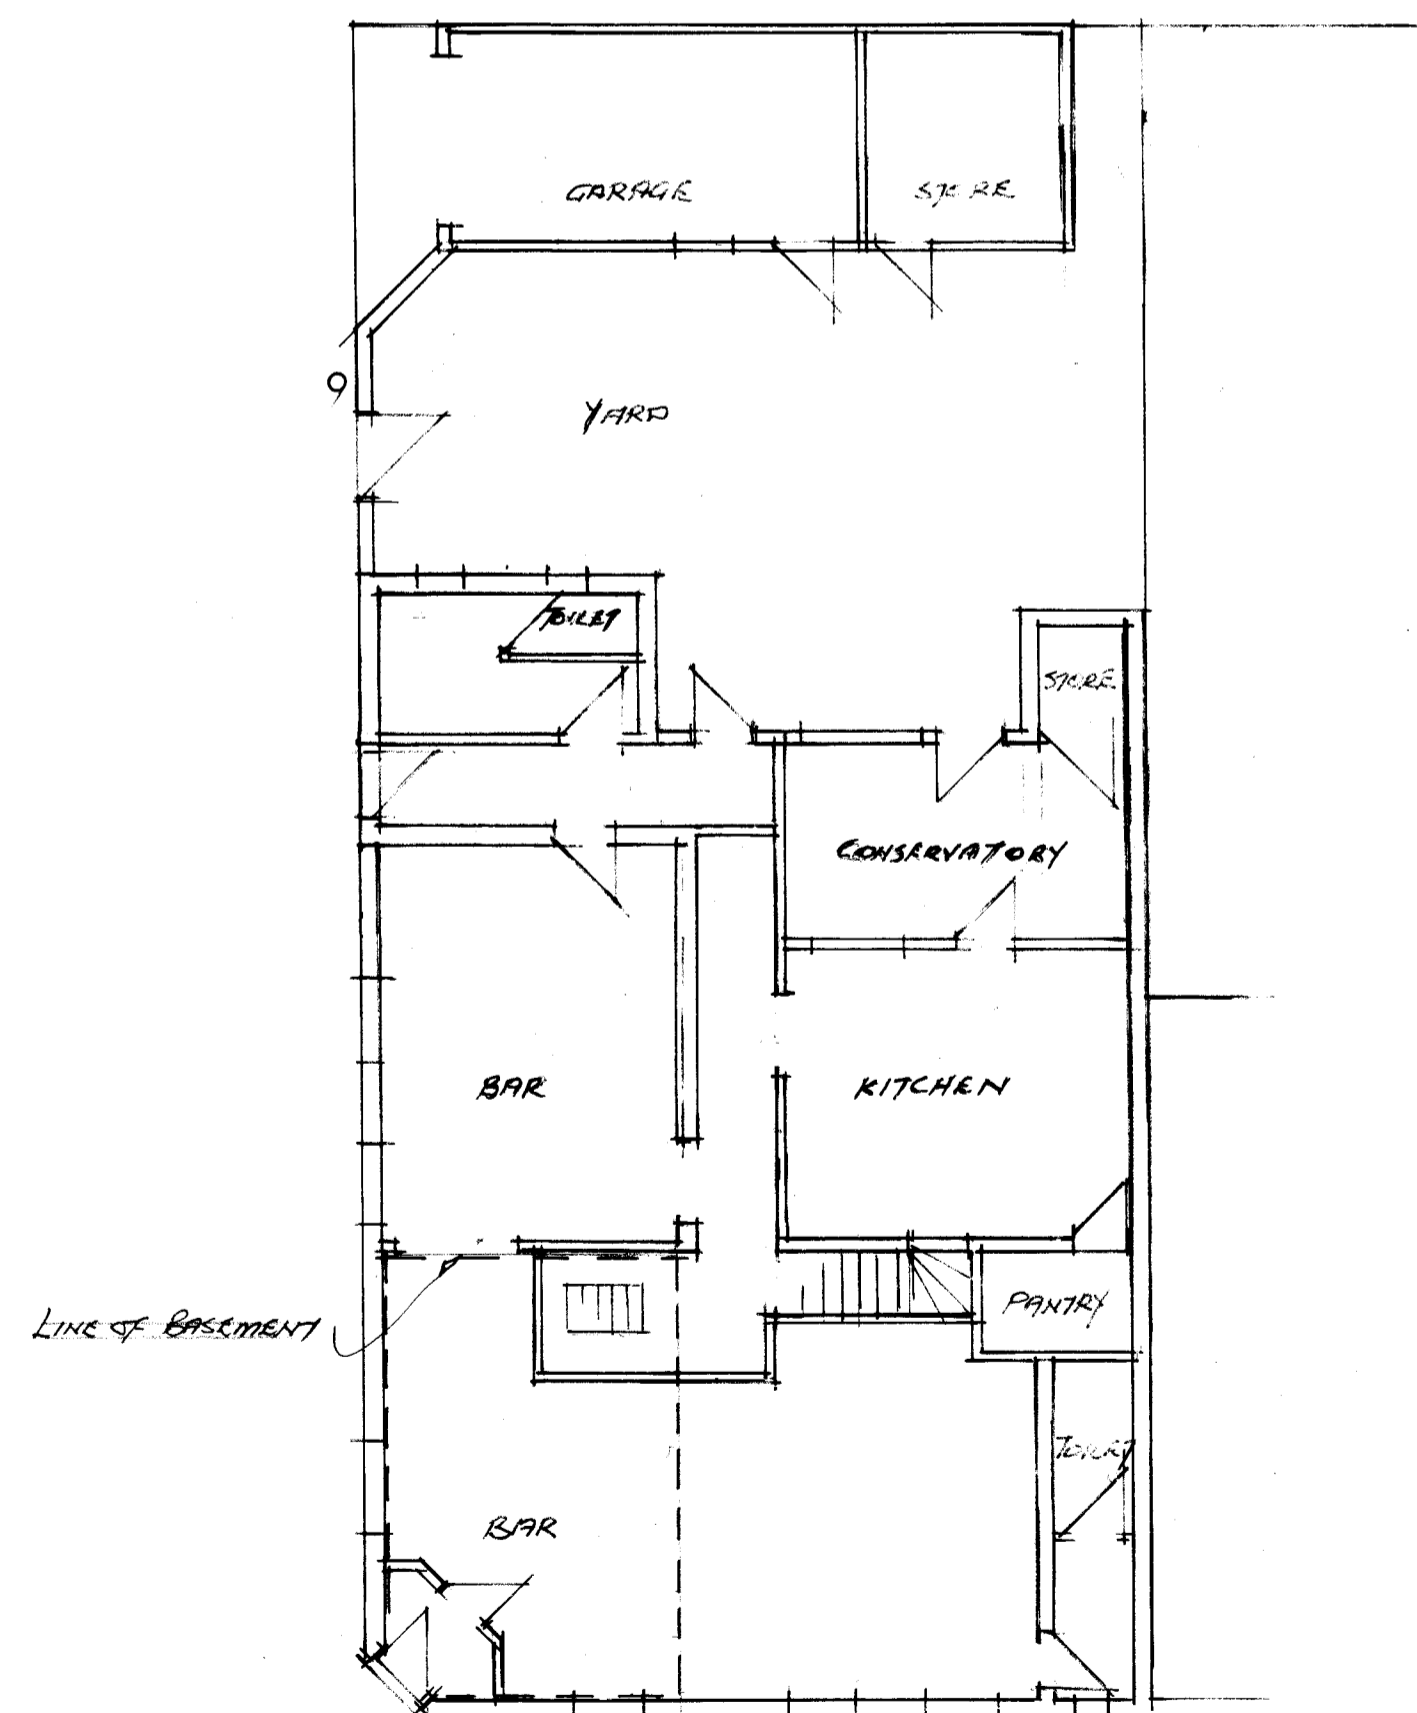 GARAGE
STORE
9
YARD
TOILET
STORE
CONSERVATORY
BAR
KITCHEN
PANTRY
LINE OF BASEMENT
TOILET
BAR